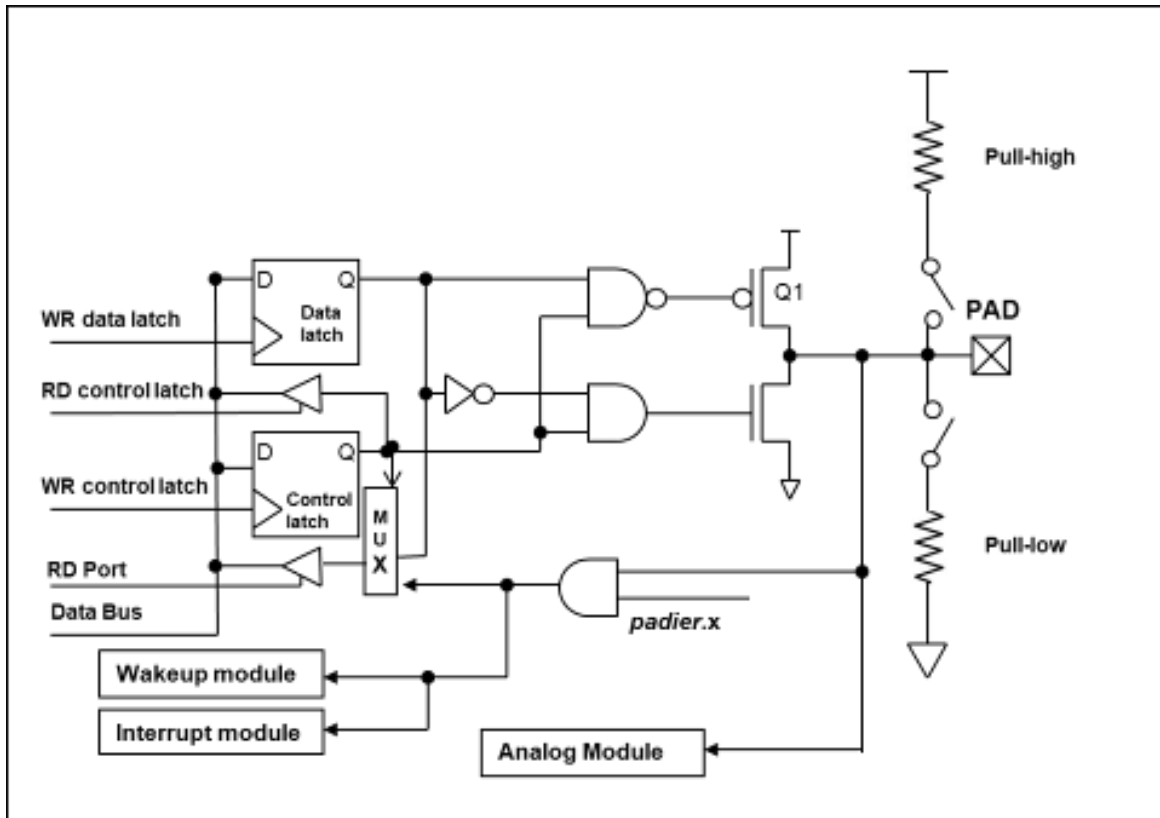 Pull-high
D
Q
Data
latch
Q1
WR data latch
PAD
RD control latch
D
Q
WR control latch
Control
latch
M
U
X
Pull-low
RD Port
Data Bus
padier.x
Wakeup module
Interrupt module
Analog Module